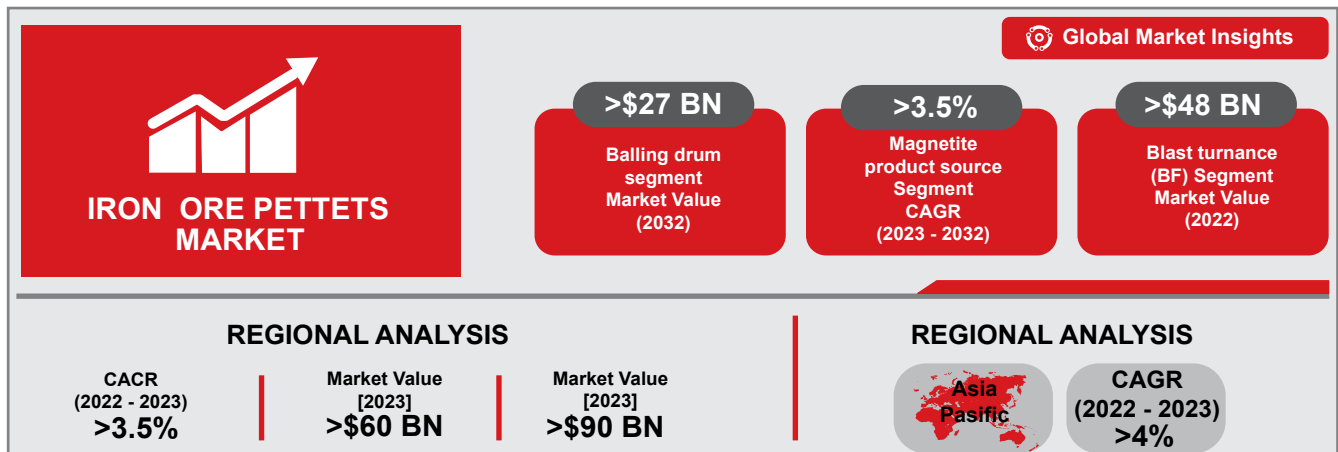 Global Market Insights
IRON ORE PETTETS
MARKET
>$27 BN
Balling drum
segment
Market Value
(2032)
>3.5%
Magnetite
product source
Segment
CAGR
(2023 - 2032)
>$48 BN
Blast turnance
(BF) Segment
Market Value
(2022)
REGIONAL ANALYSIS
CACR
(2022 - 2023)
>3.5%
Market Value
[2023]
>$60 BN
Market Value
[2023]
>$90 BN
REGIONAL ANALYSIS
Asia
Pasific
CAGR
(2022 - 2023)
>4%